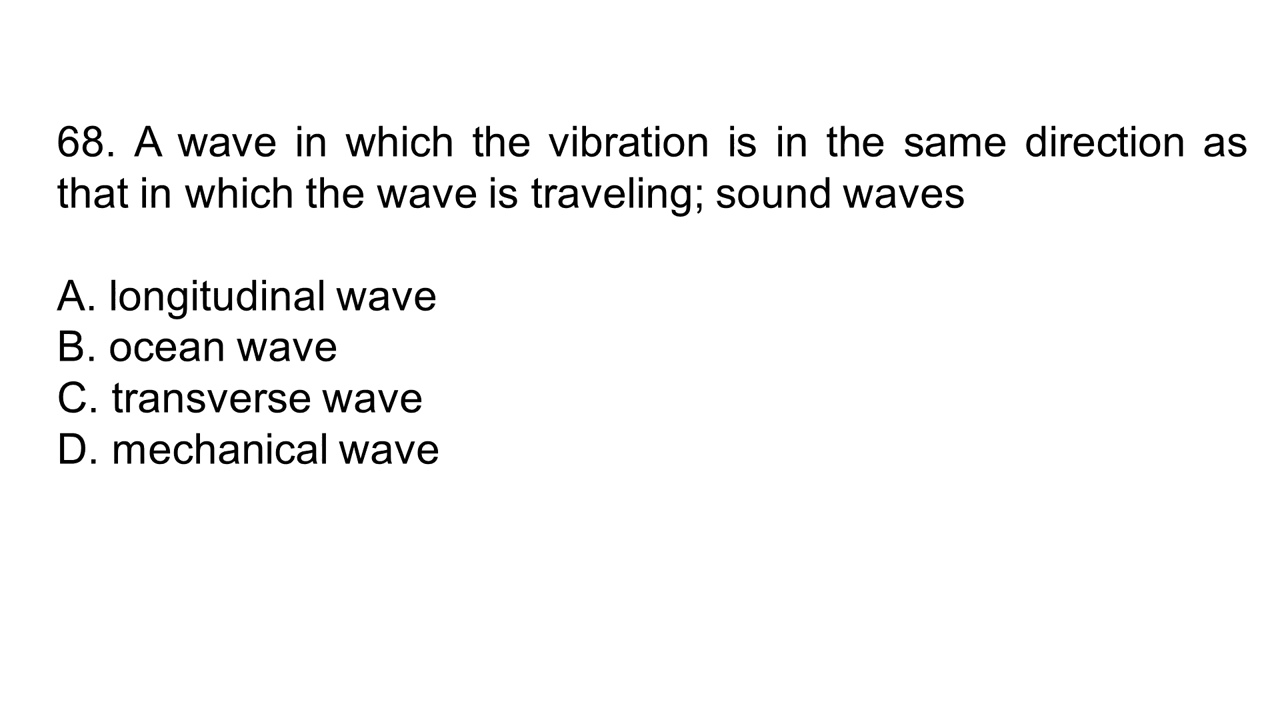 68. A wave in which the vibration is in the same direction as
that in which the wave is traveling; sound waves
A. longitudinal wave
B. ocean wave
C. transverse wave
D. mechanical wave